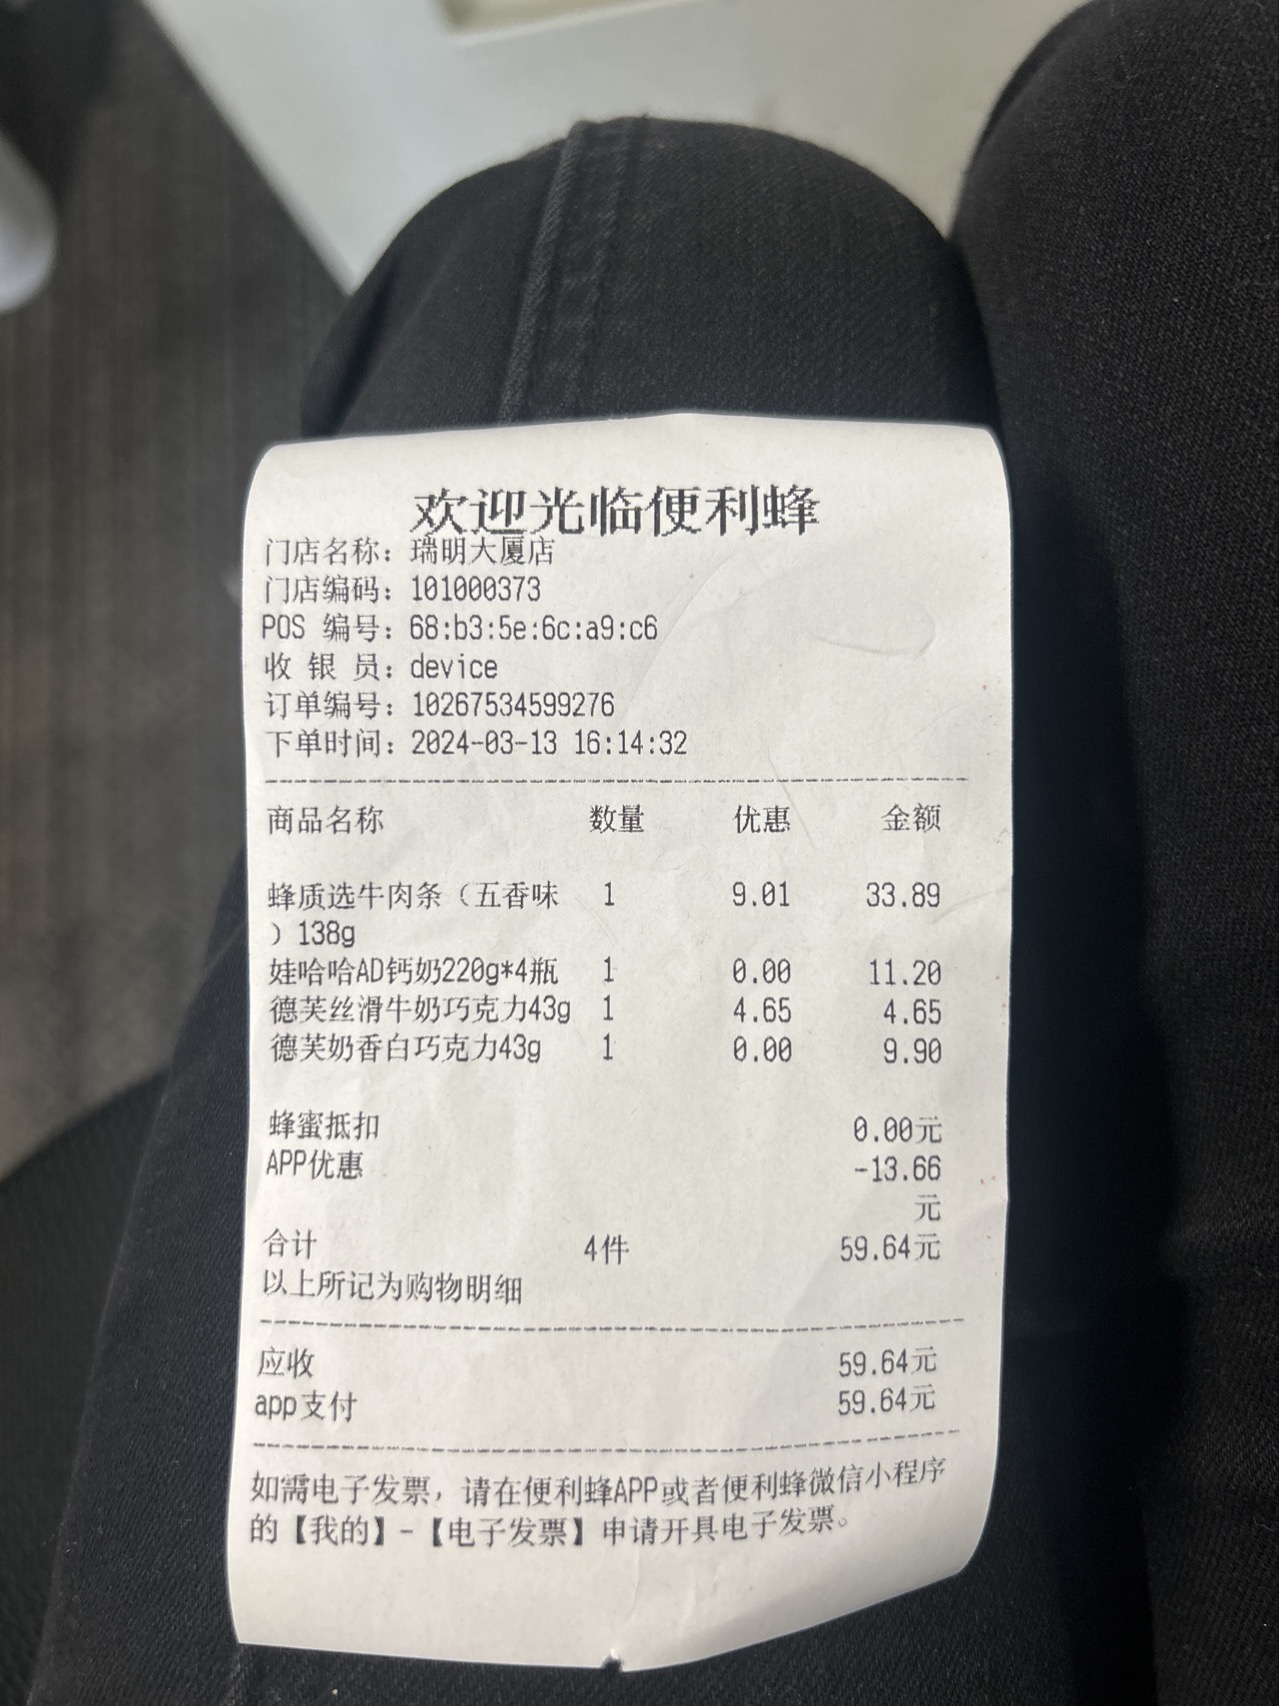 欢迎光临便利蜂
门店名称：瑞明大厦店
门店编码：101000373
POS 编号：68:b3:5e:6c:a9:c6
收 银 员：device
订单编号：10267534599276
下单时间：2024-03-13 16:14:32
商品名称 数量 优惠 金额
蜂质选牛肉条（五香味 1 9.01 33.89
）138g
娃哈哈AD钙奶220g*4瓶 1 0.00 11.20
德芙丝滑牛奶巧克力43g 1 4.65 4.65
德芙奶香白巧克力43g 1 0.00 9.90
蜂蜜抵扣 0.00元
APP优惠 -13.66
元
合计 4件 59.64元
以上所记为购物明细
应收 59.64元
app支付 59.64元
如需电子发票，请在便利蜂APP或者便利蜂微信小程序
的【我的】-【电子发票】申请开具电子发票。